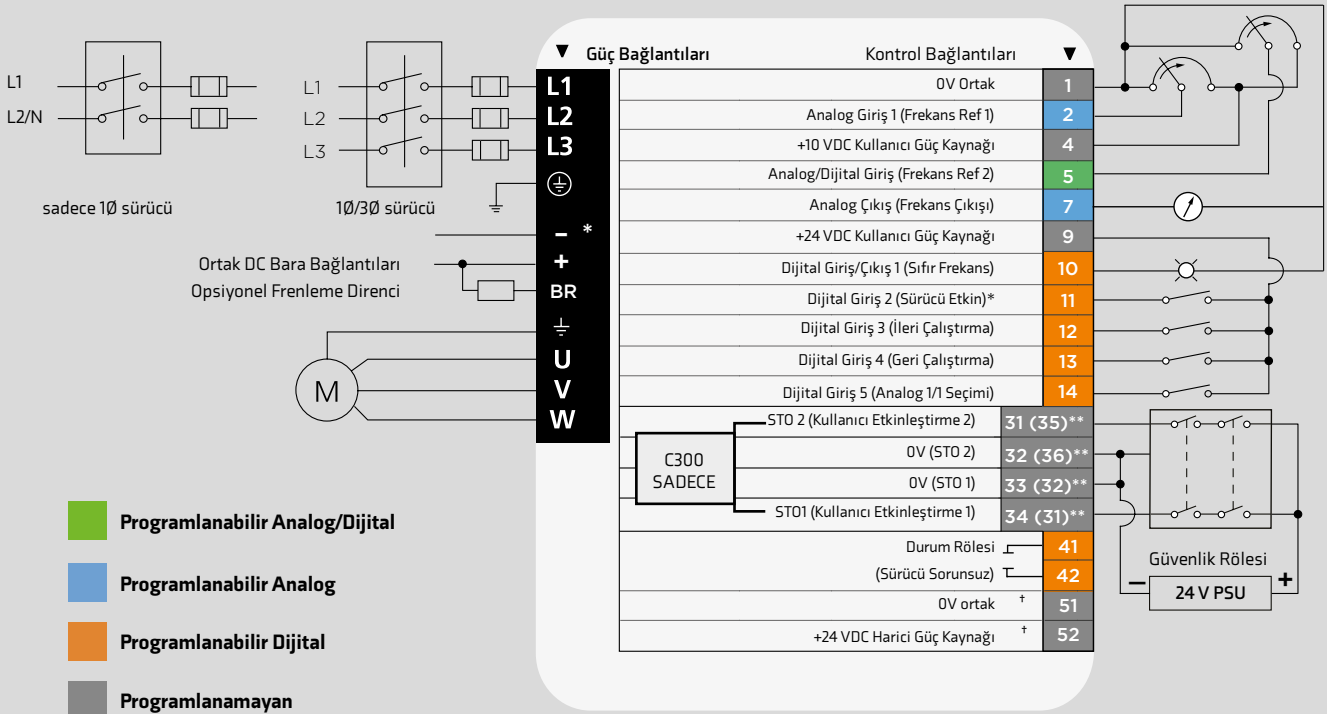 ▼ Güç Bağlantıları
Kontrol Bağlantıları ▼
L1
L2/N
sadece 1Ø sürücü
L1
L2
L3
1Ø/3Ø sürücü
Ortak DC Bara Bağlantıları
Opsiyonel Frenleme Direnci
M
L1
L2
L3
– *
+
BR
U
V
W
0V Ortak 1
Analog Giriş 1 (Frekans Ref 1) 2
+10 VDC Kullanıcı Güç Kaynağı 4
Analog/Dijital Giriş (Frekans Ref 2) 5
Analog Çıkış (Frekans Çıkışı) 7
+24 VDC Kullanıcı Güç Kaynağı 9
Dijital Giriş/Çıkış 1 (Sıfır Frekans) 10
Dijital Giriş 2 (Sürücü Etkin)* 11
Dijital Giriş 3 (İleri Çalıştırma) 12
Dijital Giriş 4 (Geri Çalıştırma) 13
Dijital Giriş 5 (Analog 1/1 Seçimi) 14
C300
SADECE
STO 2 (Kullanıcı Etkinleştirme 2) 31 (35)**
0V (STO 2) 32 (36)**
0V (STO 1) 33 (32)**
STO1 (Kullanıcı Etkinleştirme 1) 34 (31)**
Durum Rölesi 41
(Sürücü Sorunsuz) 42
0V ortak † 51
+24 VDC Harici Güç Kaynağı † 52
Güvenlik Rölesi
– 24 V PSU +
Programlanabilir Analog/Dijital
Programlanabilir Analog
Programlanabilir Dijital
Programlanamayan